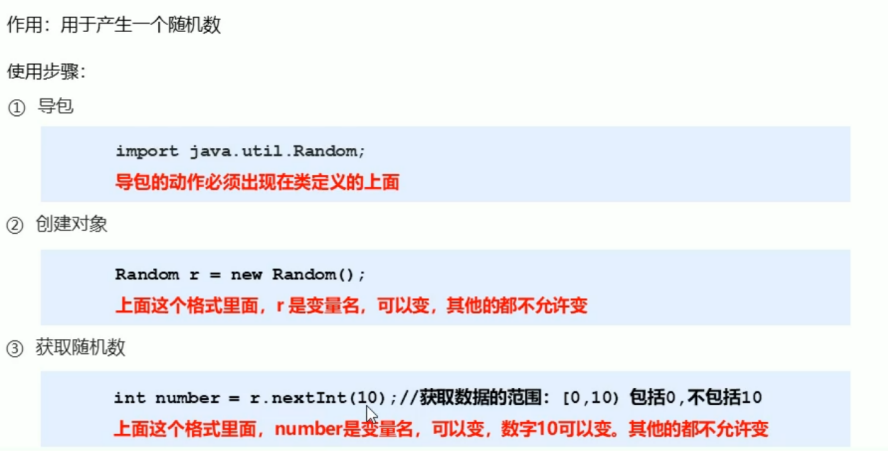 作用：用于产生一个随机数
使用步骤：
① 导包
import java.util.Random;
导包的动作必须出现在类定义的上面
② 创建对象
Random r = new Random();
上面这个格式里面，r 是变量名，可以变，其他的都不允许变
③ 获取随机数
int number = r.nextInt(10);//获取数据的范围：[0,10) 包括0,不包括10
上面这个格式里面，number是变量名，可以变，数字10可以变。其他的都不允许变